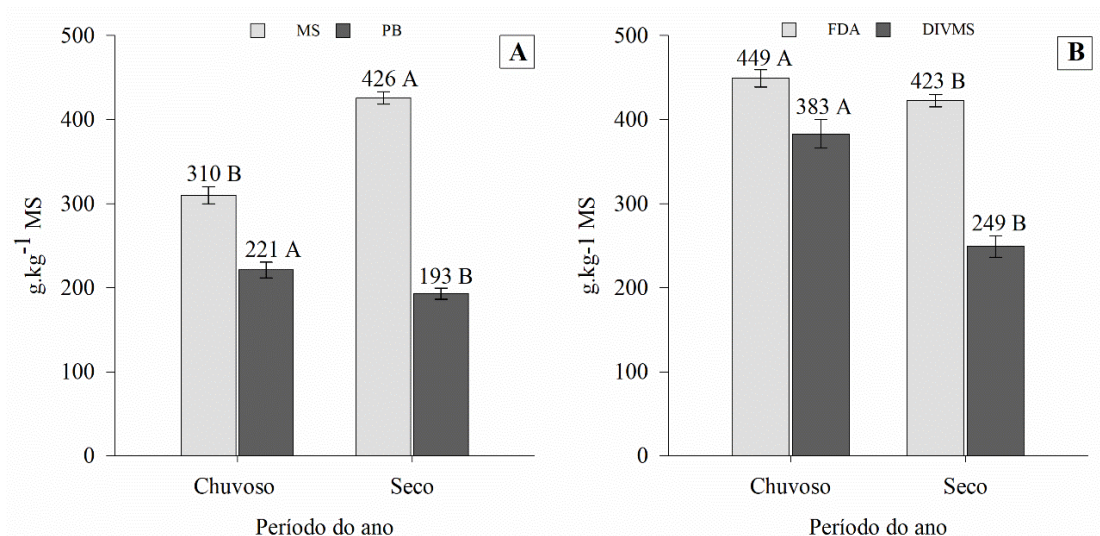 MS PB
A
500
400
300
200
100
0
g.kg-1 MS
310 B
221 A
426 A
193 B
Chuvoso Seco
Período do ano
FDA DIVMS
B
500
400
300
200
100
0
g.kg-1 MS
449 A
383 A
423 B
249 B
Chuvoso Seco
Período do ano